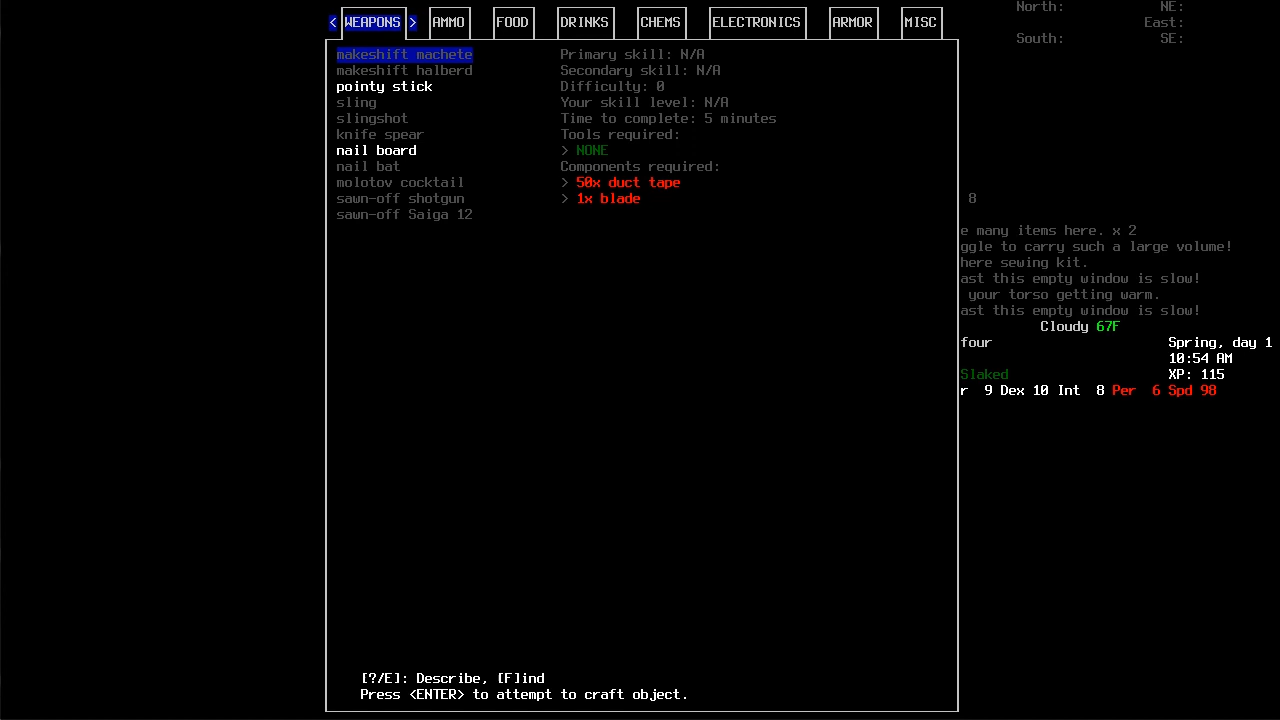 < WEAPONS > AMMO FOOD DRINKS CHEMS ELECTRONICS ARMOR MISC
makeshift machete
makeshift halberd
pointy stick
sling
slingshot
knife spear
nail board
nail bat
molotov cocktail
sawn-off shotgun
sawn-off Saiga 12
Primary skill: N/A
Secondary skill: N/A
Difficulty: 0
Your skill level: N/A
Time to complete: 5 minutes
Tools required:
> NONE
Components required:
> 50x duct tape
> 1x blade
[?/E]: Describe, [F]ind
Press <ENTER> to attempt to craft object.
North: NE:
East:
South: SE:
8
e many items here. x 2
ggle to carry such a large volume!
here sewing kit.
ast this empty window is slow!
your torso getting warm.
ast this empty window is slow!
Cloudy 67F
four Spring, day 1
10:54 AM
Slaked XP: 115
r 9 Dex 10 Int 8 Per 6 Spd 98